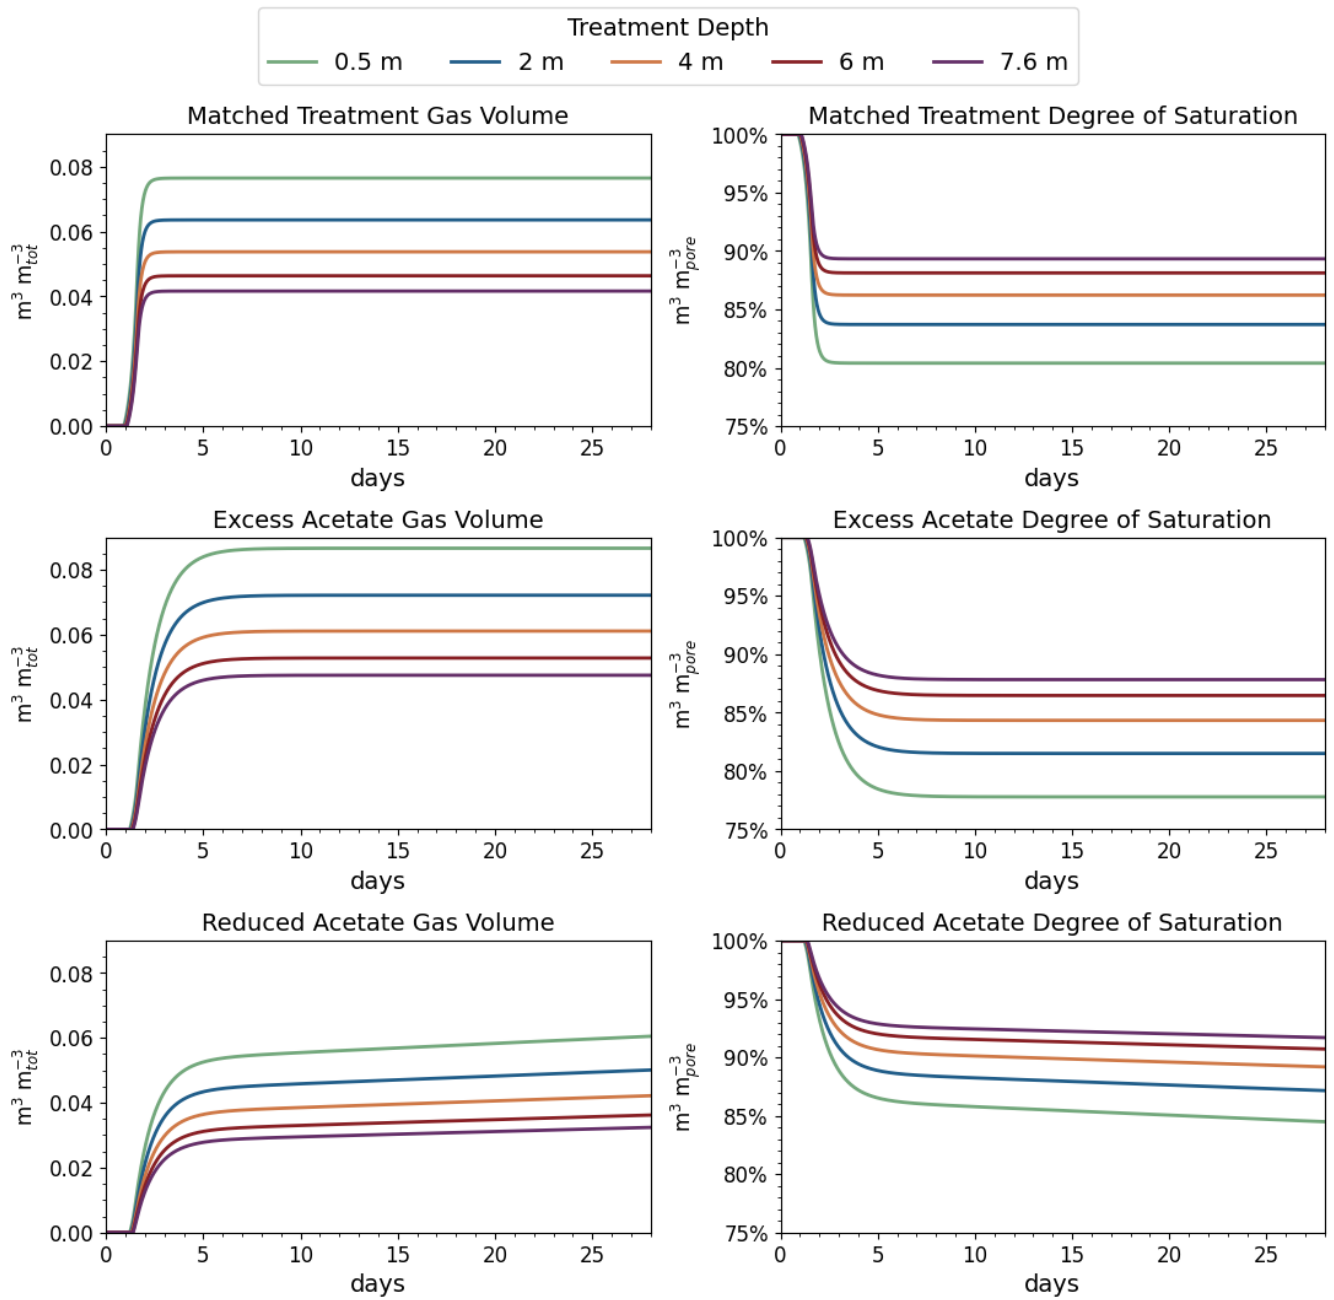 Treatment Depth
0.5 m 2 m 4 m 6 m 7.6 m
Matched Treatment Gas Volume
m³ m⁻³tot
0.08
0.06
0.04
0.02
0.00
0 5 10 15 20 25
days
Matched Treatment Degree of Saturation
m³ m⁻³pore
100%
95%
90%
85%
80%
75%
0 5 10 15 20 25
days
Excess Acetate Gas Volume
m³ m⁻³tot
0.08
0.06
0.04
0.02
0.00
0 5 10 15 20 25
days
Excess Acetate Degree of Saturation
m³ m⁻³pore
100%
95%
90%
85%
80%
75%
0 5 10 15 20 25
days
Reduced Acetate Gas Volume
m³ m⁻³tot
0.08
0.06
0.04
0.02
0.00
0 5 10 15 20 25
days
Reduced Acetate Degree of Saturation
m³ m⁻³pore
100%
95%
90%
85%
80%
75%
0 5 10 15 20 25
days